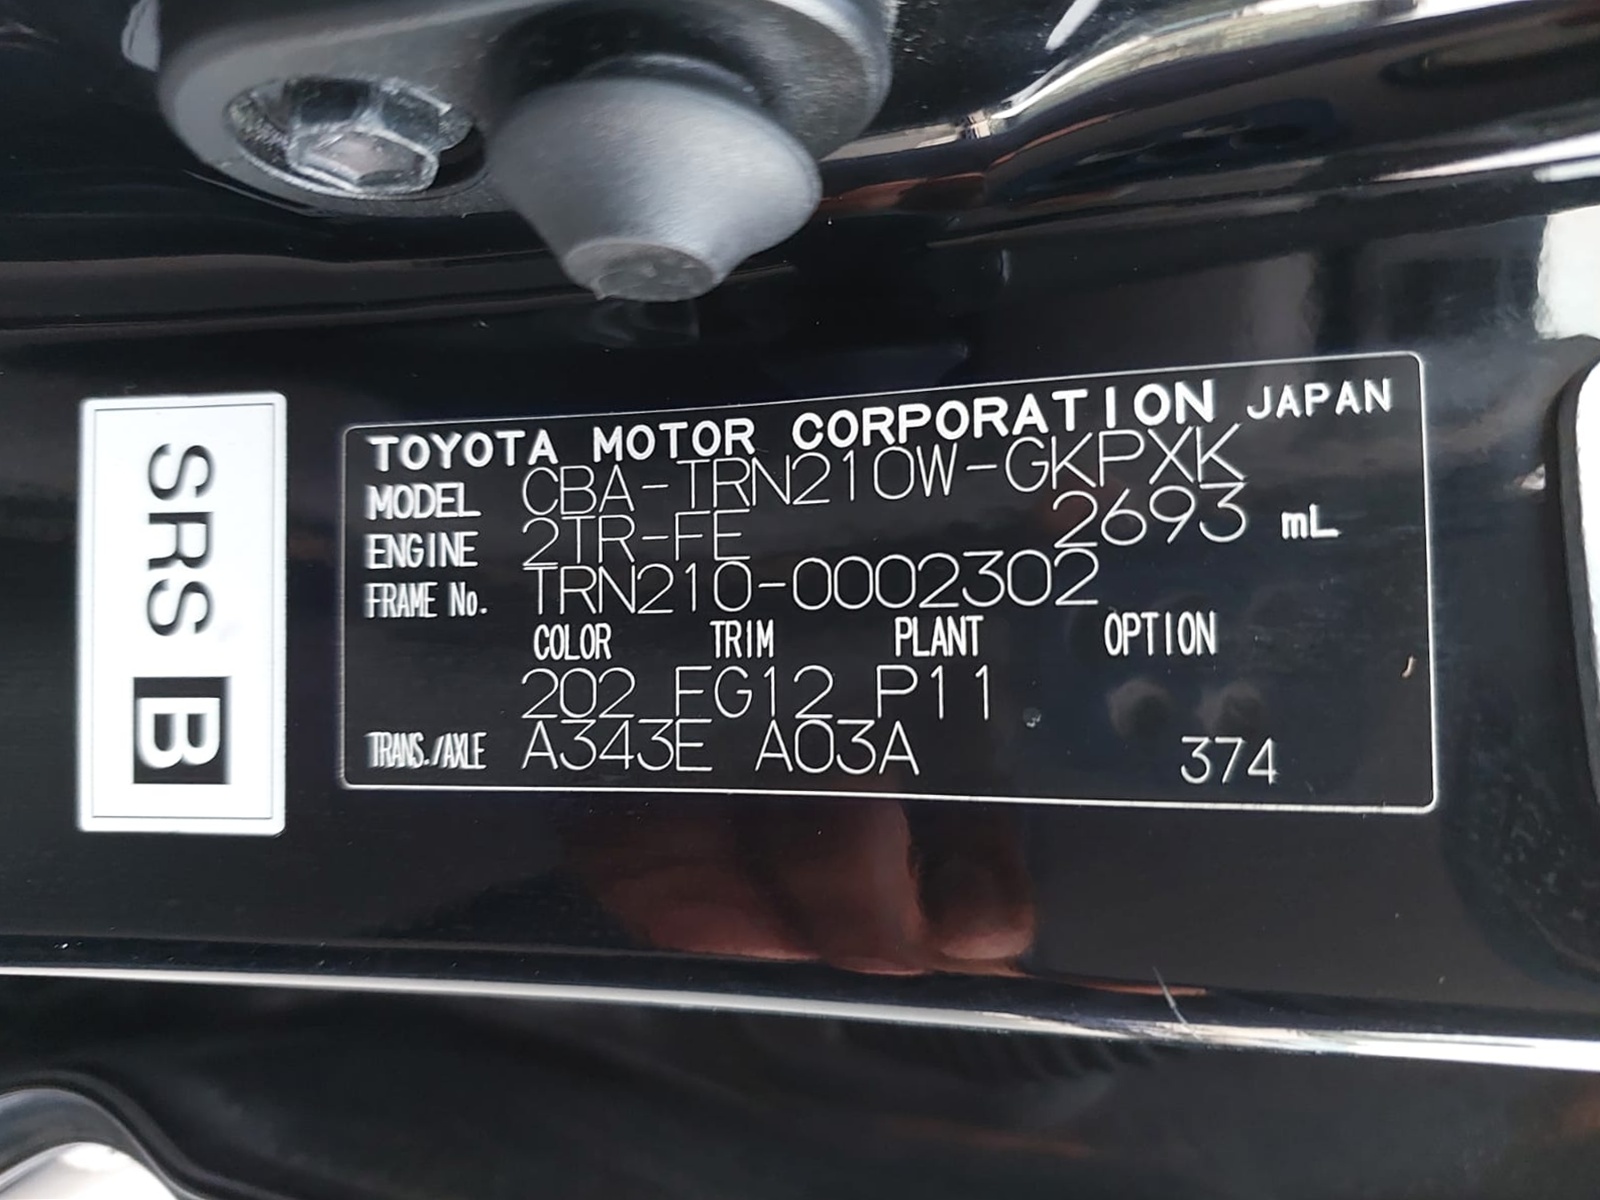 SRS B
TOYOTA MOTOR CORPORATION JAPAN
MODEL CBA-TRN210W-GKPXK
ENGINE 2TR-FE 2693 mL
FRAME No. TRN210-0002302
COLOR TRIM PLANT OPTION
202 FG12 P11
TRANS./AXLE A343E A03A 374